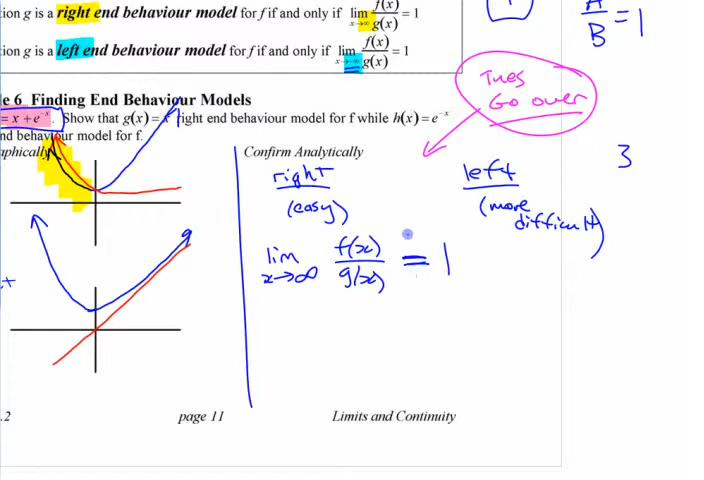 ion g is a right end behaviour model for f if and only if lim x→∞ f(x)/g(x) = 1
ion g is a left end behaviour model for f if and only if lim x→-∞ f(x)/g(x) = 1
A/B = 1
Tues
Go over
e 6 Finding End Behaviour Models
= x + e^-x. Show that g(x) = x right end behaviour model for f while h(x) = e^-x
nd behaviour model for f.
aphically
Confirm Analytically
right
(easy)
left
(more
difficult)
3
lim x→∞ f(x)/g(x) = 1
.2
page 11
Limits and Continuity